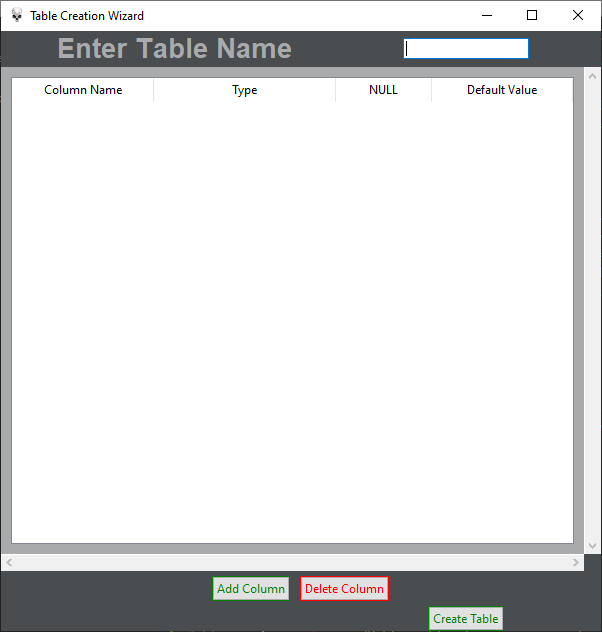 Table Creation Wizard
Enter Table Name
Column Name Type NULL Default Value
Add Column Delete Column
Create Table